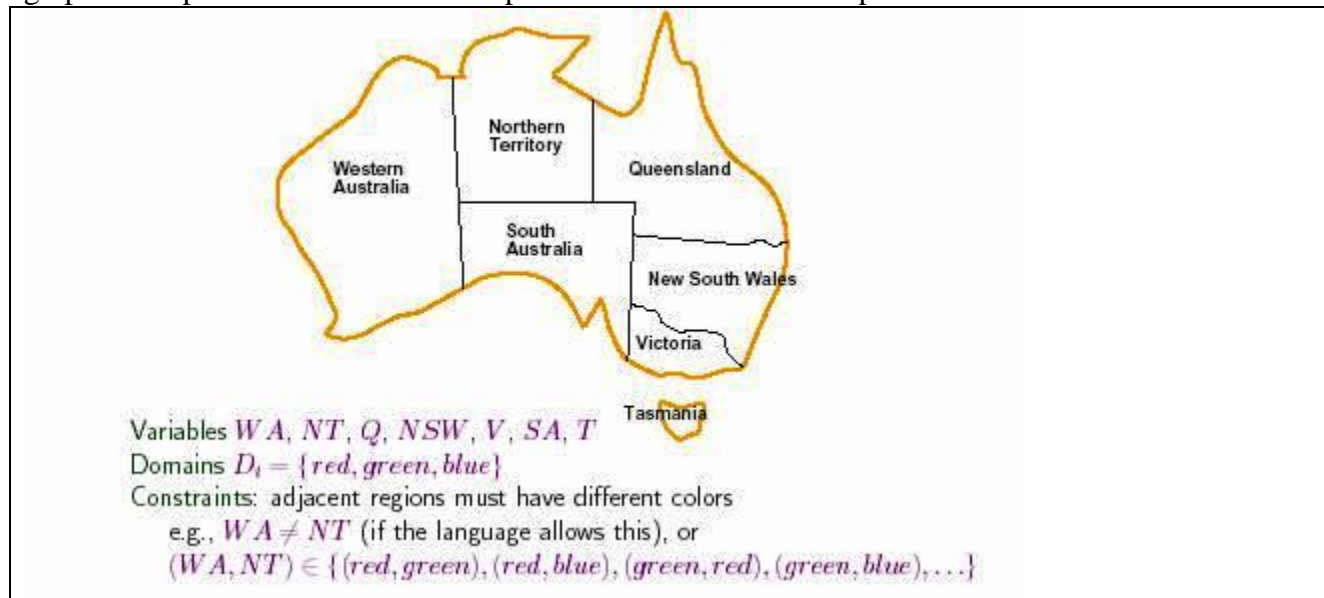 Northern
Territory
Western
Australia
Queensland
South
Australia
New South Wales
Victoria
Tasmania
Variables WA, NT, Q, NSW, V, SA, T
Domains Dᵢ = {red, green, blue}
Constraints: adjacent regions must have different colors
e.g., WA ≠ NT (if the language allows this), or
(WA, NT) ∈ {(red, green), (red, blue), (green, red), (green, blue), . . .}